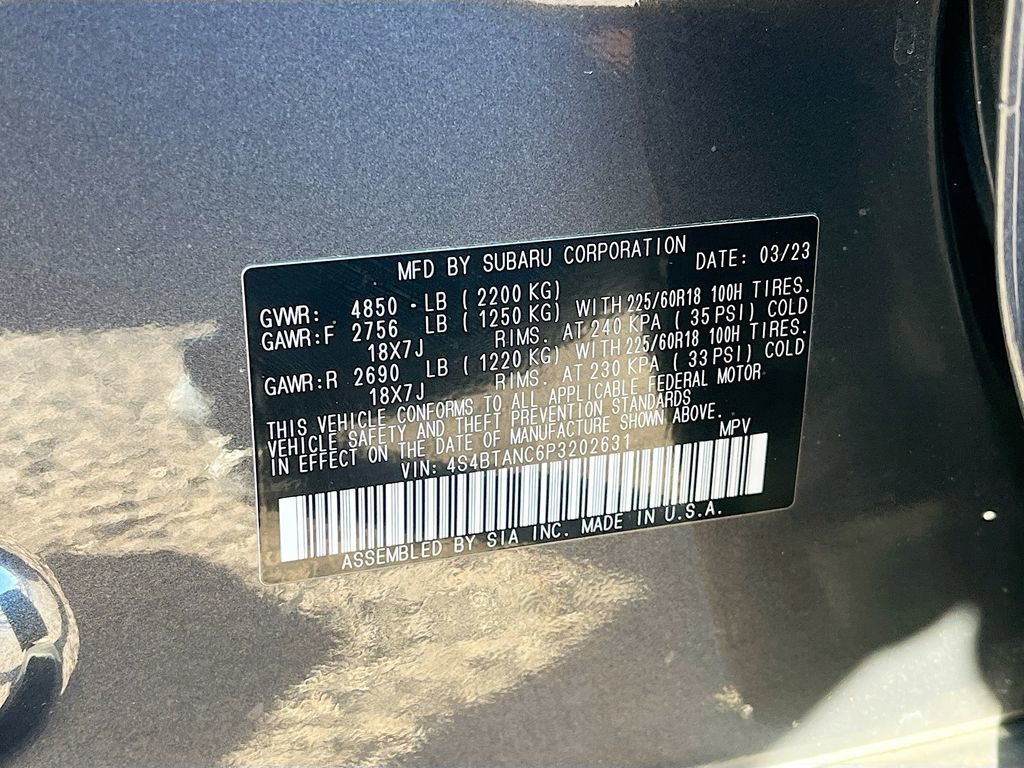 MFD BY SUBARU CORPORATION DATE: 03/23
GVWR: 4850 LB ( 2200 KG)
GAWR:F 2756 LB ( 1250 KG) WITH 225/60R18 100H TIRES.
18X7J RIMS. AT 240 KPA ( 35 PSI) COLD
GAWR:R 2690 LB ( 1220 KG) WITH 225/60R18 100H TIRES.
18X7J RIMS. AT 230 KPA ( 33 PSI) COLD
THIS VEHICLE CONFORMS TO ALL APPLICABLE FEDERAL MOTOR
VEHICLE SAFETY AND THEFT PREVENTION STANDARDS
IN EFFECT ON THE DATE OF MANUFACTURE SHOWN ABOVE.
VIN: 4S4BTANC6P3202631 MPV
ASSEMBLED BY SIA INC. MADE IN U.S.A.